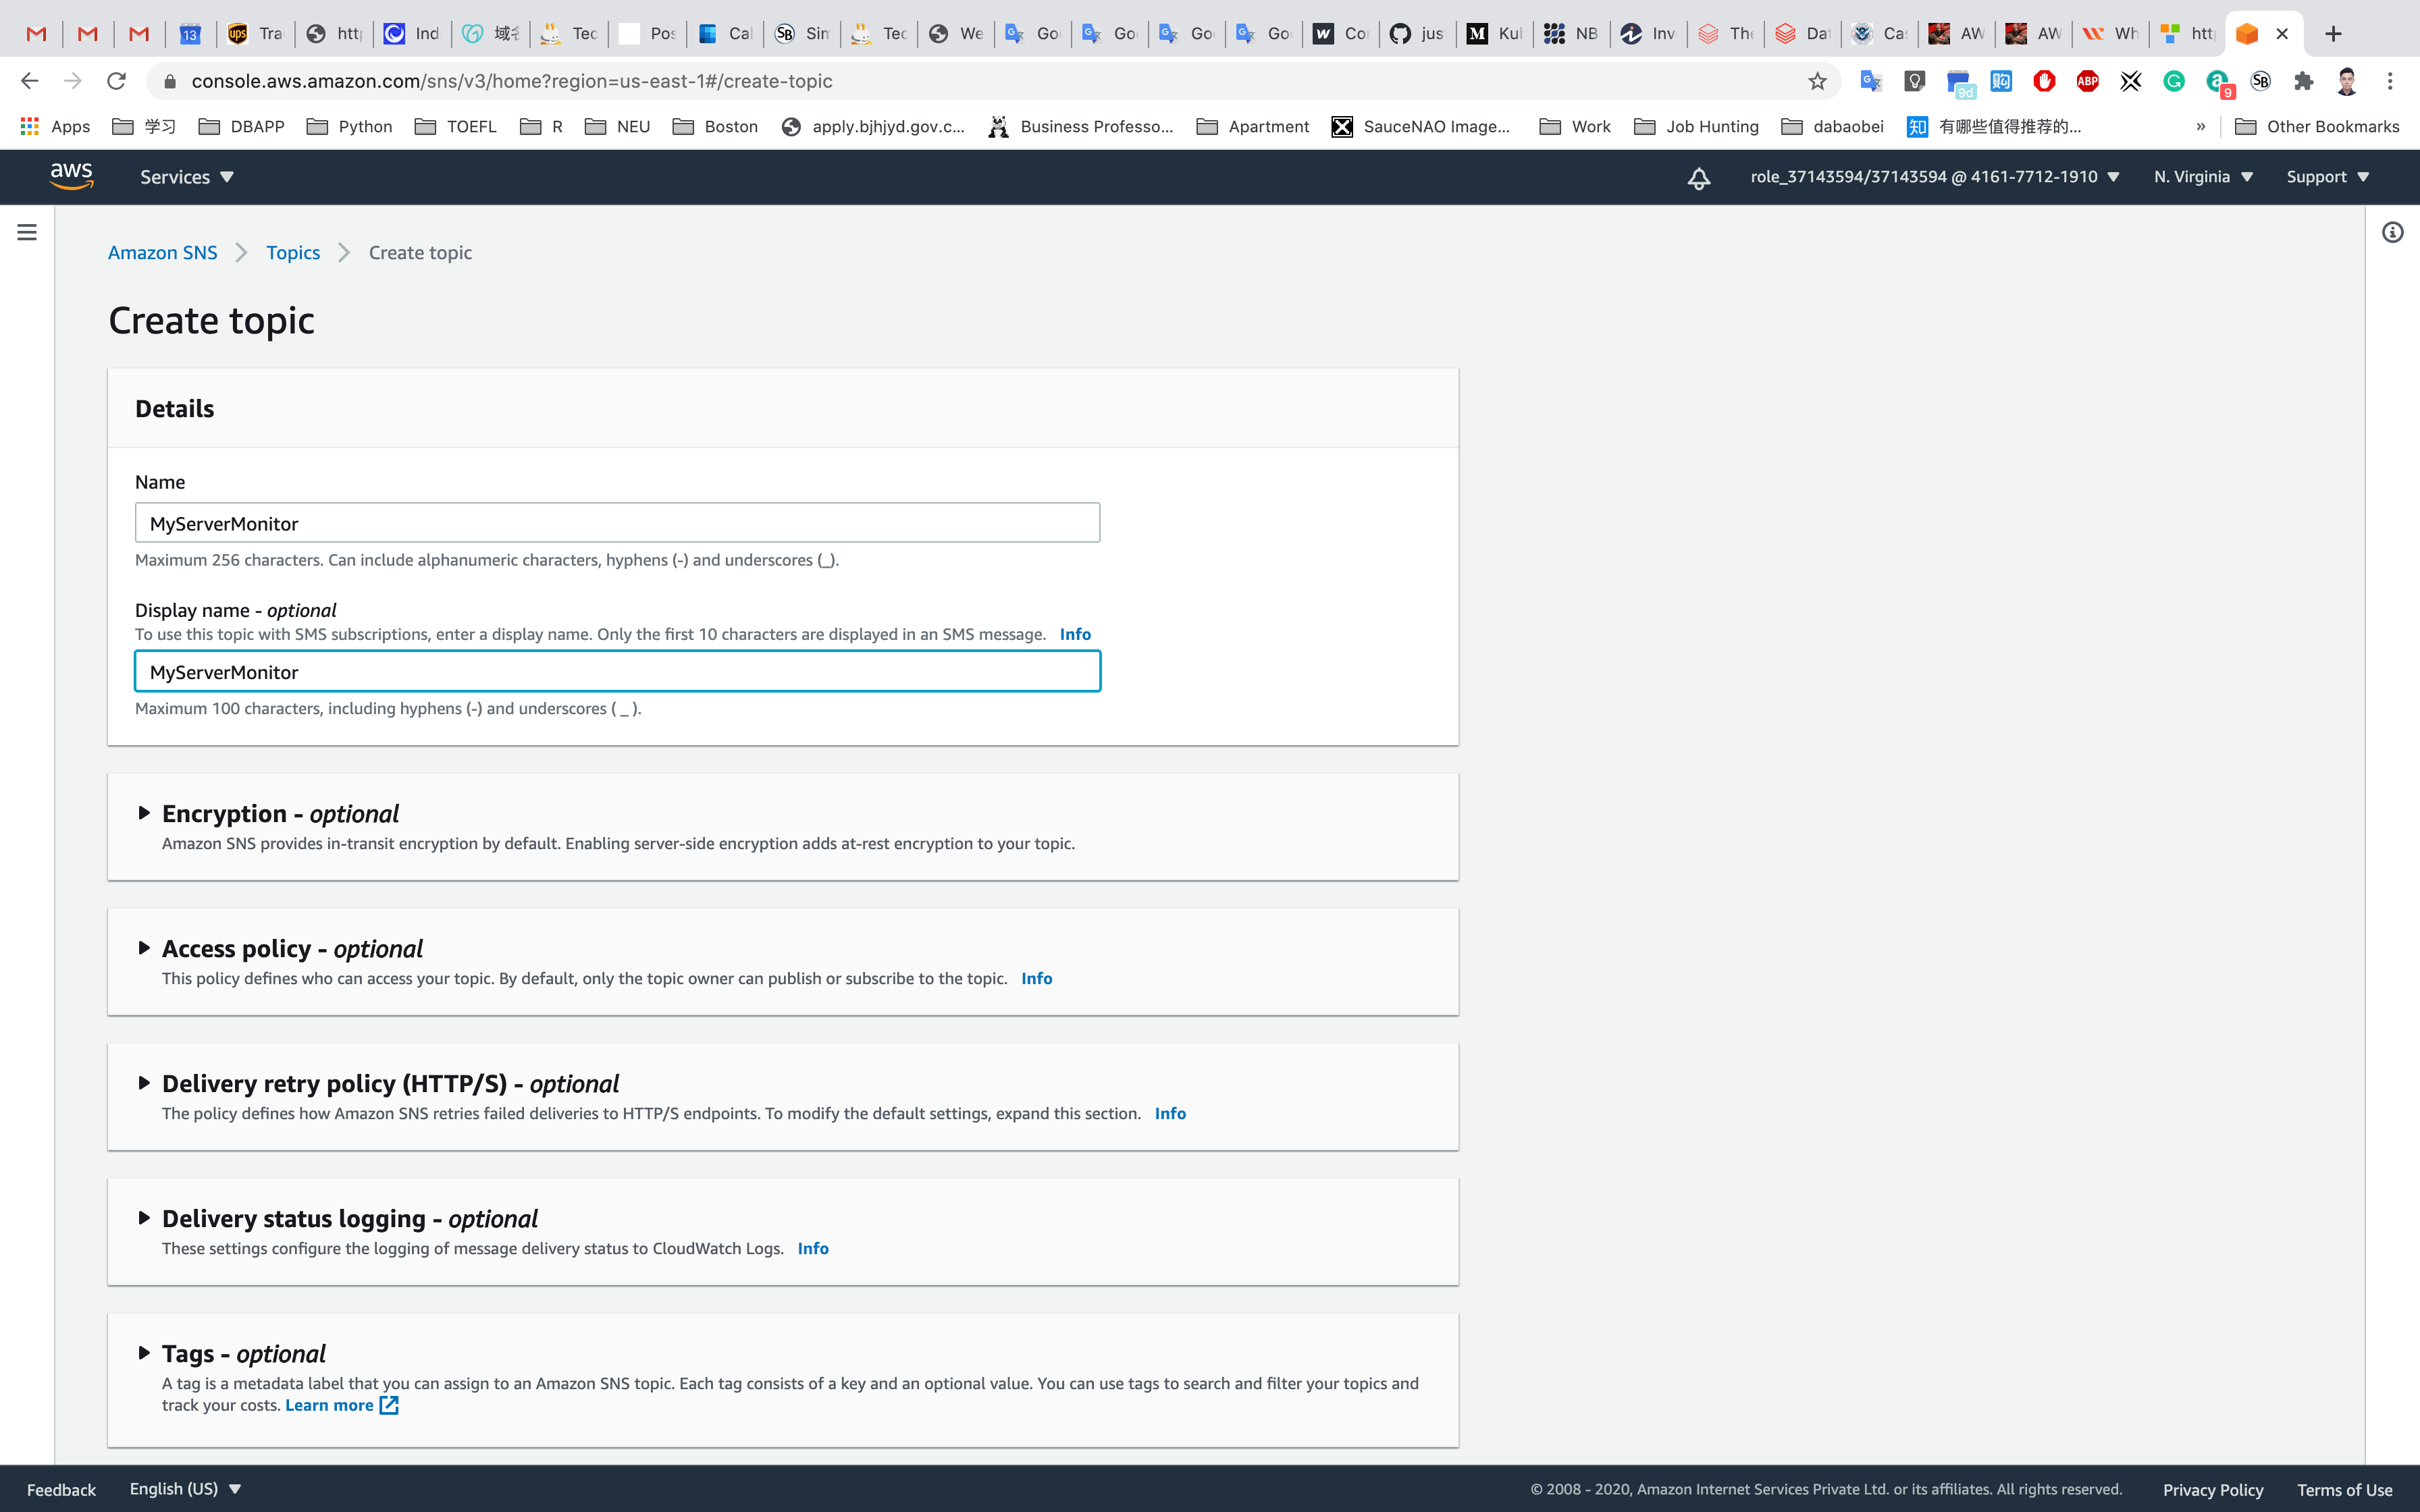 13
Tra
htt
Ind
域名
Tec
Pos
Cal
SB
Sim
Tec
We
Go
Go
Go
Go
Co
jus
Kub
NB
Inv
The
Dat
Ca
AW
AW
Wh
htt
console.aws.amazon.com/sns/v3/home?region=us-east-1#/create-topic
9d
ABP
9
SB
Apps
学习
DBAPP
Python
TOEFL
R
NEU
Boston
apply.bjhjyd.gov.c...
Business Professo...
Apartment
SauceNAO Image...
Work
Job Hunting
dabaobei
知 有哪些值得推荐的...
»
Other Bookmarks
aws
Services
role_37143594/37143594 @ 4161-7712-1910
N. Virginia
Support
Amazon SNS
Topics
Create topic
Create topic
Details
Name
MyServerMonitor
Maximum 256 characters. Can include alphanumeric characters, hyphens (-) and underscores (_).
Display name - optional
To use this topic with SMS subscriptions, enter a display name. Only the first 10 characters are displayed in an SMS message. Info
MyServerMonitor
Maximum 100 characters, including hyphens (-) and underscores ( _ ).
Encryption - optional
Amazon SNS provides in-transit encryption by default. Enabling server-side encryption adds at-rest encryption to your topic.
Access policy - optional
This policy defines who can access your topic. By default, only the topic owner can publish or subscribe to the topic. Info
Delivery retry policy (HTTP/S) - optional
The policy defines how Amazon SNS retries failed deliveries to HTTP/S endpoints. To modify the default settings, expand this section. Info
Delivery status logging - optional
These settings configure the logging of message delivery status to CloudWatch Logs. Info
Tags - optional
A tag is a metadata label that you can assign to an Amazon SNS topic. Each tag consists of a key and an optional value. You can use tags to search and filter your topics and
track your costs. Learn more
Feedback
English (US)
© 2008 - 2020, Amazon Internet Services Private Ltd. or its affiliates. All rights reserved.
Privacy Policy
Terms of Use